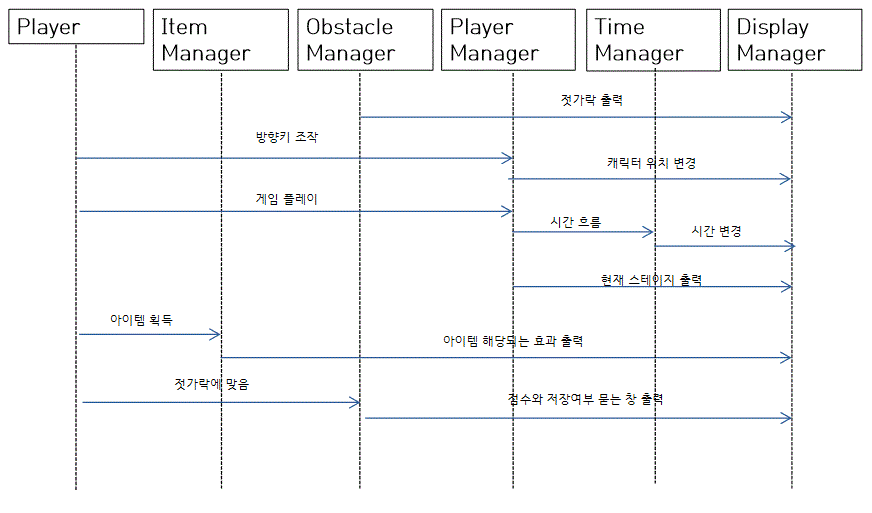 Player
Item
Manager
Obstacle
Manager
Player
Manager
Time
Manager
Display
Manager
젓가락 출력
방향키 조작
캐릭터 위치 변경
게임 플레이
시간 흐름
시간 변경
현재 스테이지 출력
아이템 획득
아이템 해당되는 효과 출력
젓가락에 맞음
점수와 저장여부 묻는 창 출력